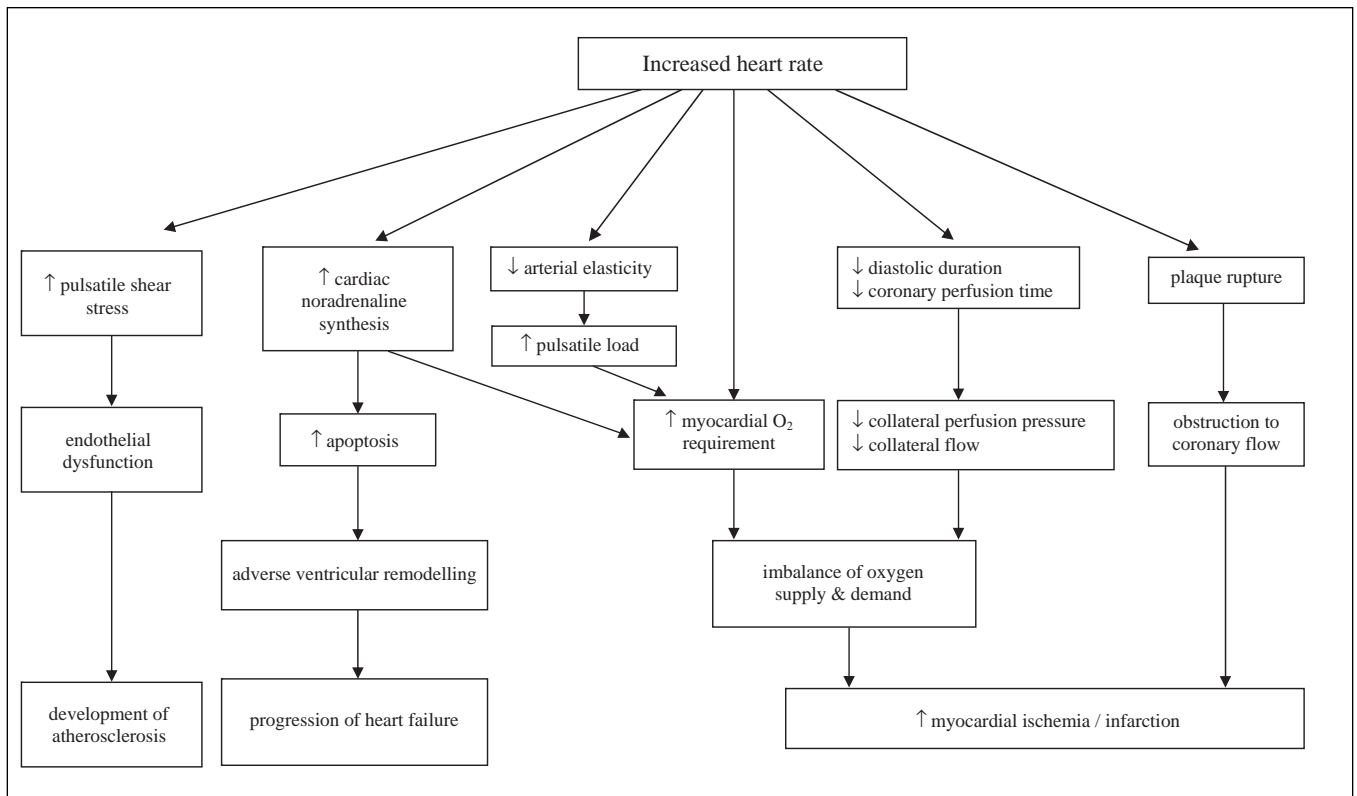 Increased heart rate
↑ pulsatile shear
stress
↑ cardiac
noradrenaline
synthesis
↓ arterial elasticity
↓ diastolic duration
↓ coronary perfusion time
plaque rupture
↑ pulsatile load
endothelial
dysfunction
↑ apoptosis
↑ myocardial O₂
requirement
↓ collateral perfusion pressure
↓ collateral flow
obstruction to
coronary flow
adverse ventricular remodelling
imbalance of oxygen
supply & demand
development of
atherosclerosis
progression of heart failure
↑ myocardial ischemia / infarction